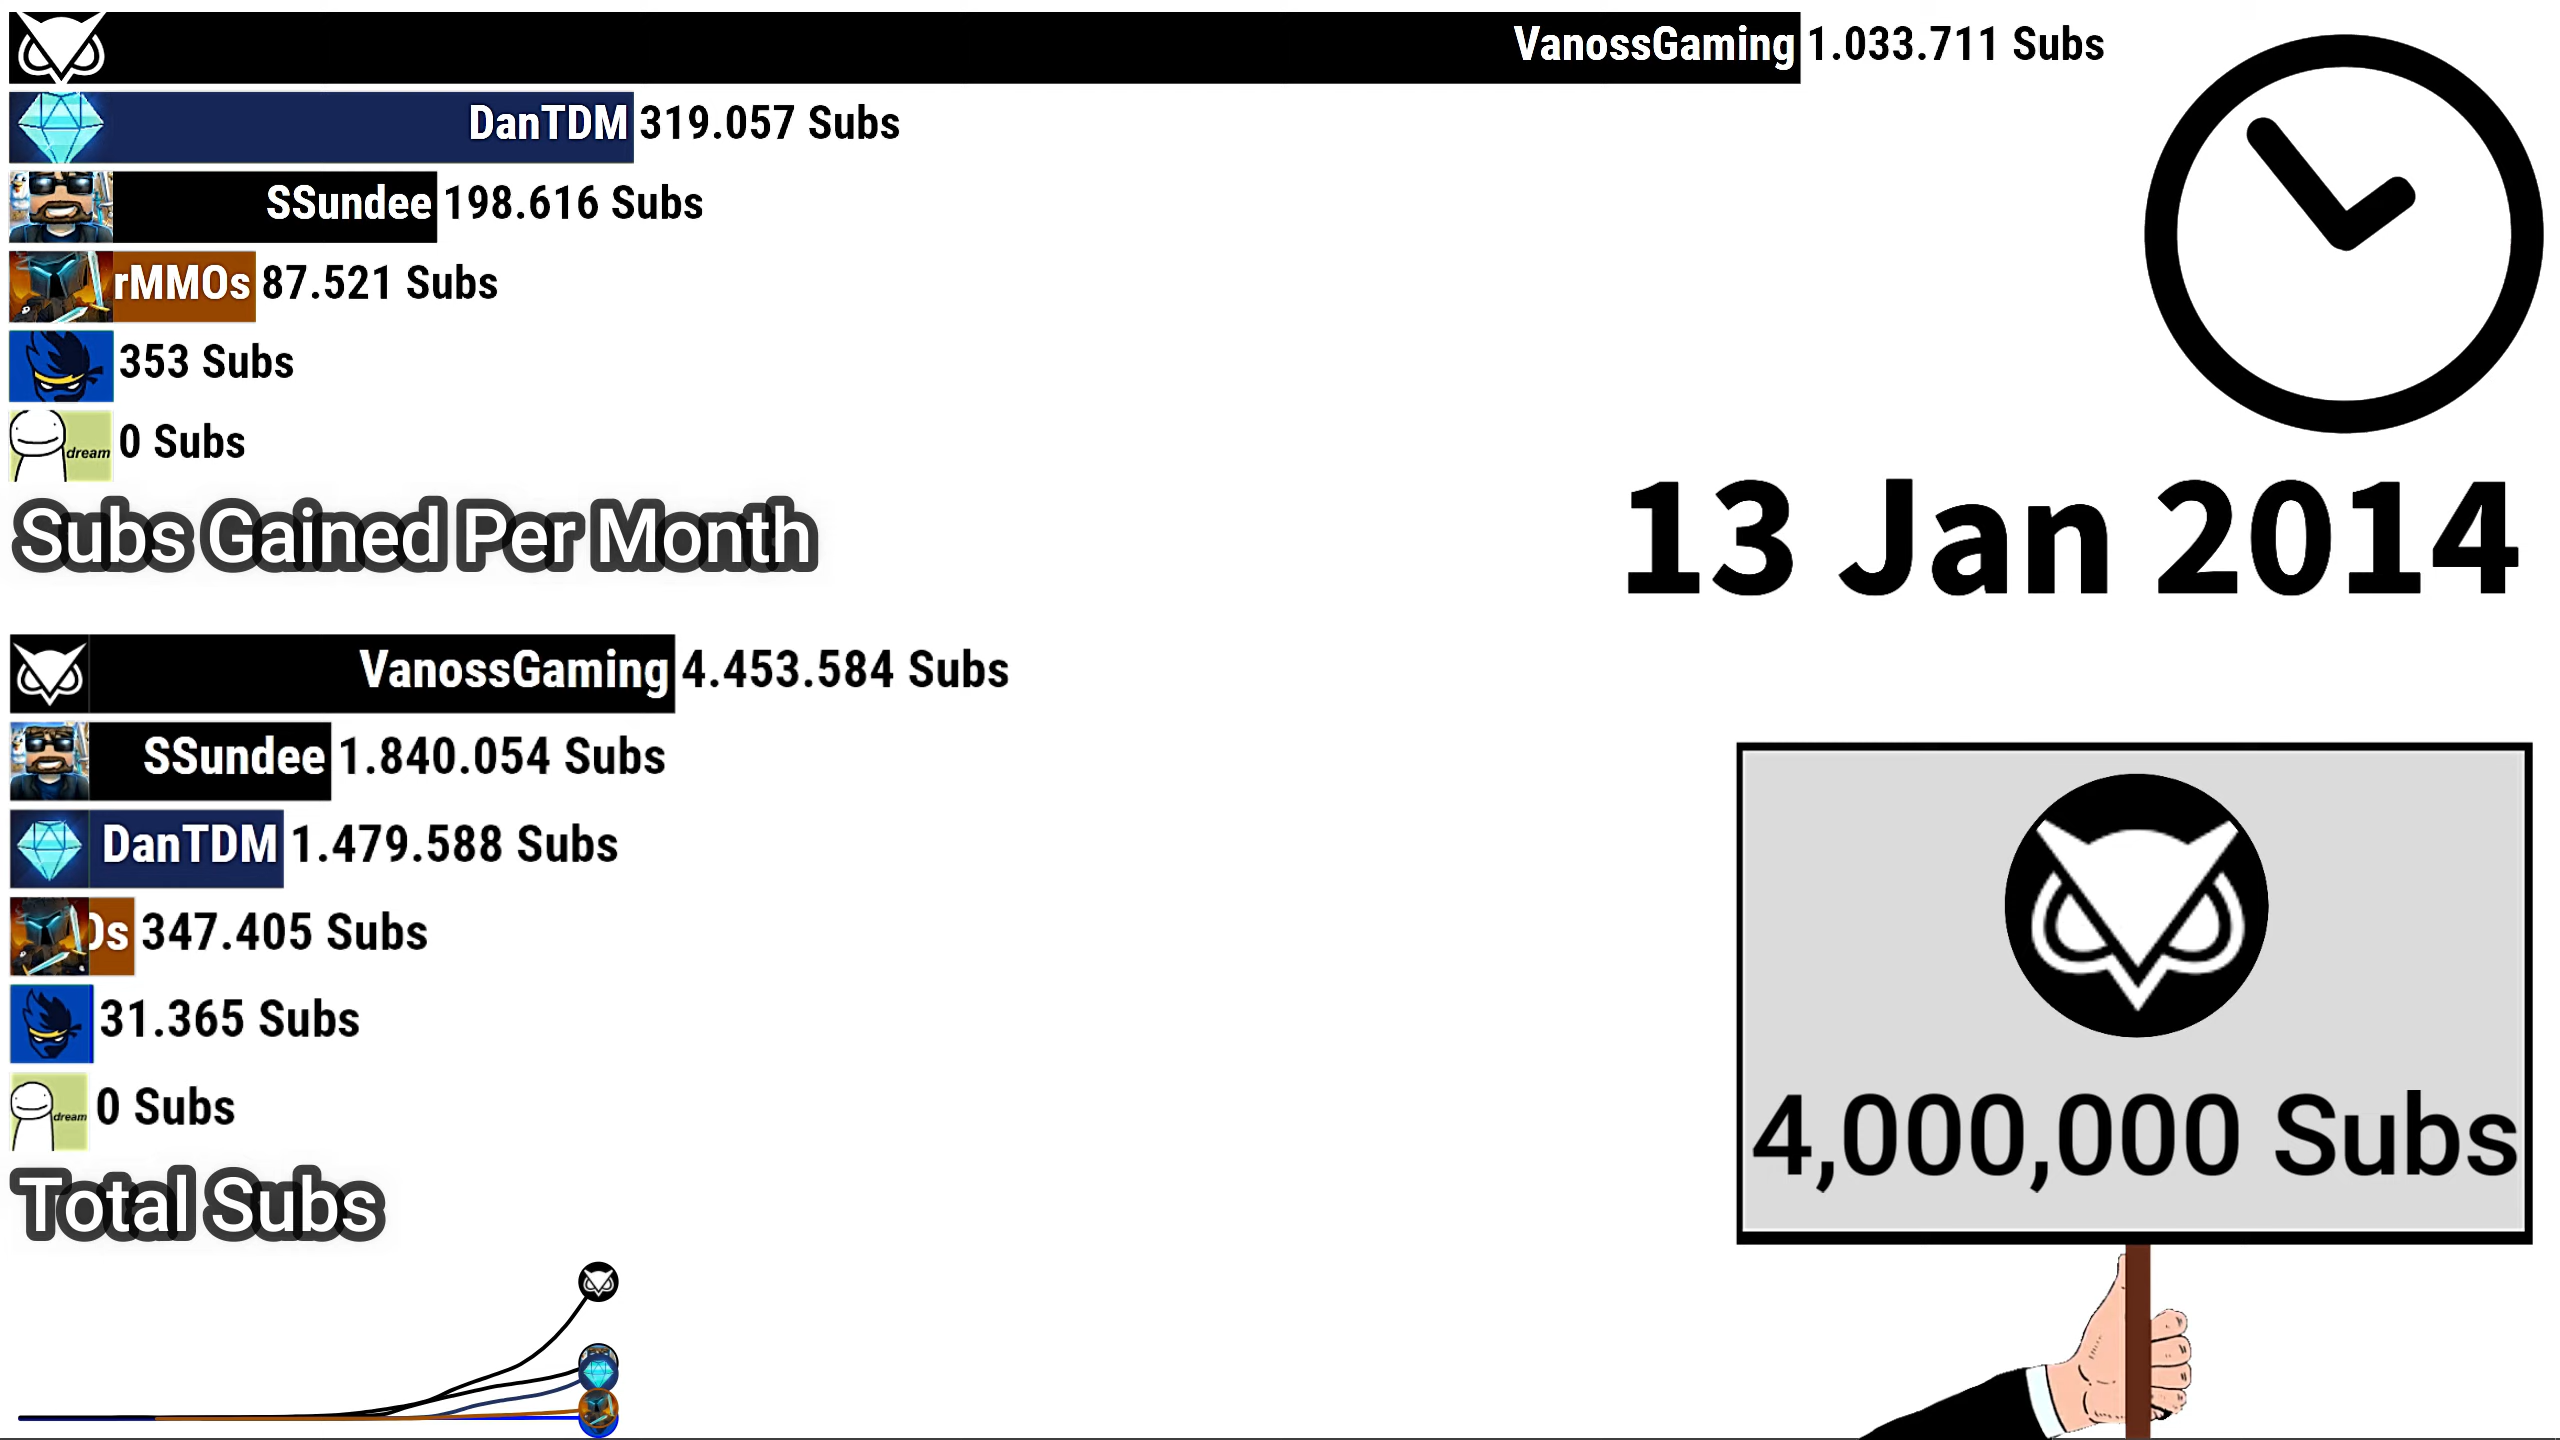 VanossGaming 1.033.711 Subs
DanTDM 319.057 Subs
SSundee 198.616 Subs
rMMOs 87.521 Subs
353 Subs
dream 0 Subs
Subs Gained Per Month
13 Jan 2014
VanossGaming 4.453.584 Subs
SSundee 1.840.054 Subs
DanTDM 1.479.588 Subs
Os 347.405 Subs
31.365 Subs
dream 0 Subs
Total Subs
4,000,000 Subs